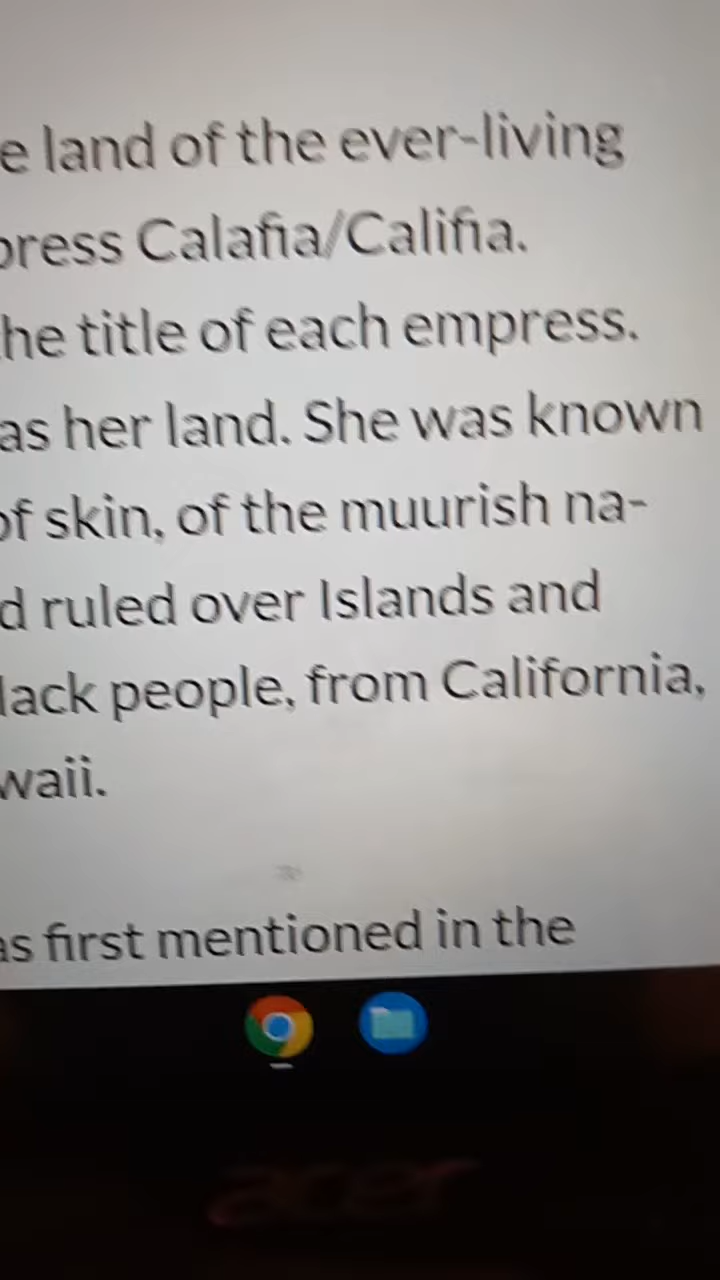 e land of the ever-living
press Calafia/Califia.
he title of each empress.
as her land. She was known
of skin, of the muurish na-
d ruled over Islands and
lack people, from California,
waii.
as first mentioned in the
acer